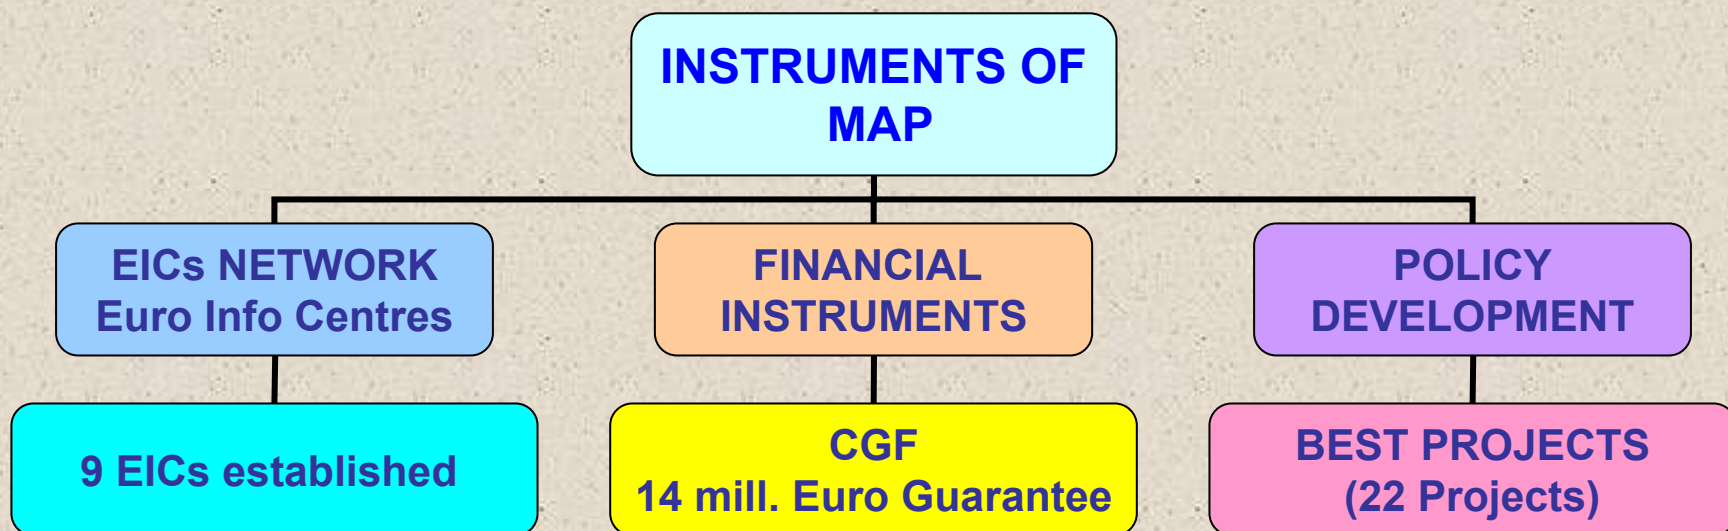 INSTRUMENTS OF
MAP
EICs NETWORK
Euro Info Centres
FINANCIAL
INSTRUMENTS
POLICY
DEVELOPMENT
9 EICs established
CGF
14 mill. Euro Guarantee
BEST PROJECTS
(22 Projects)